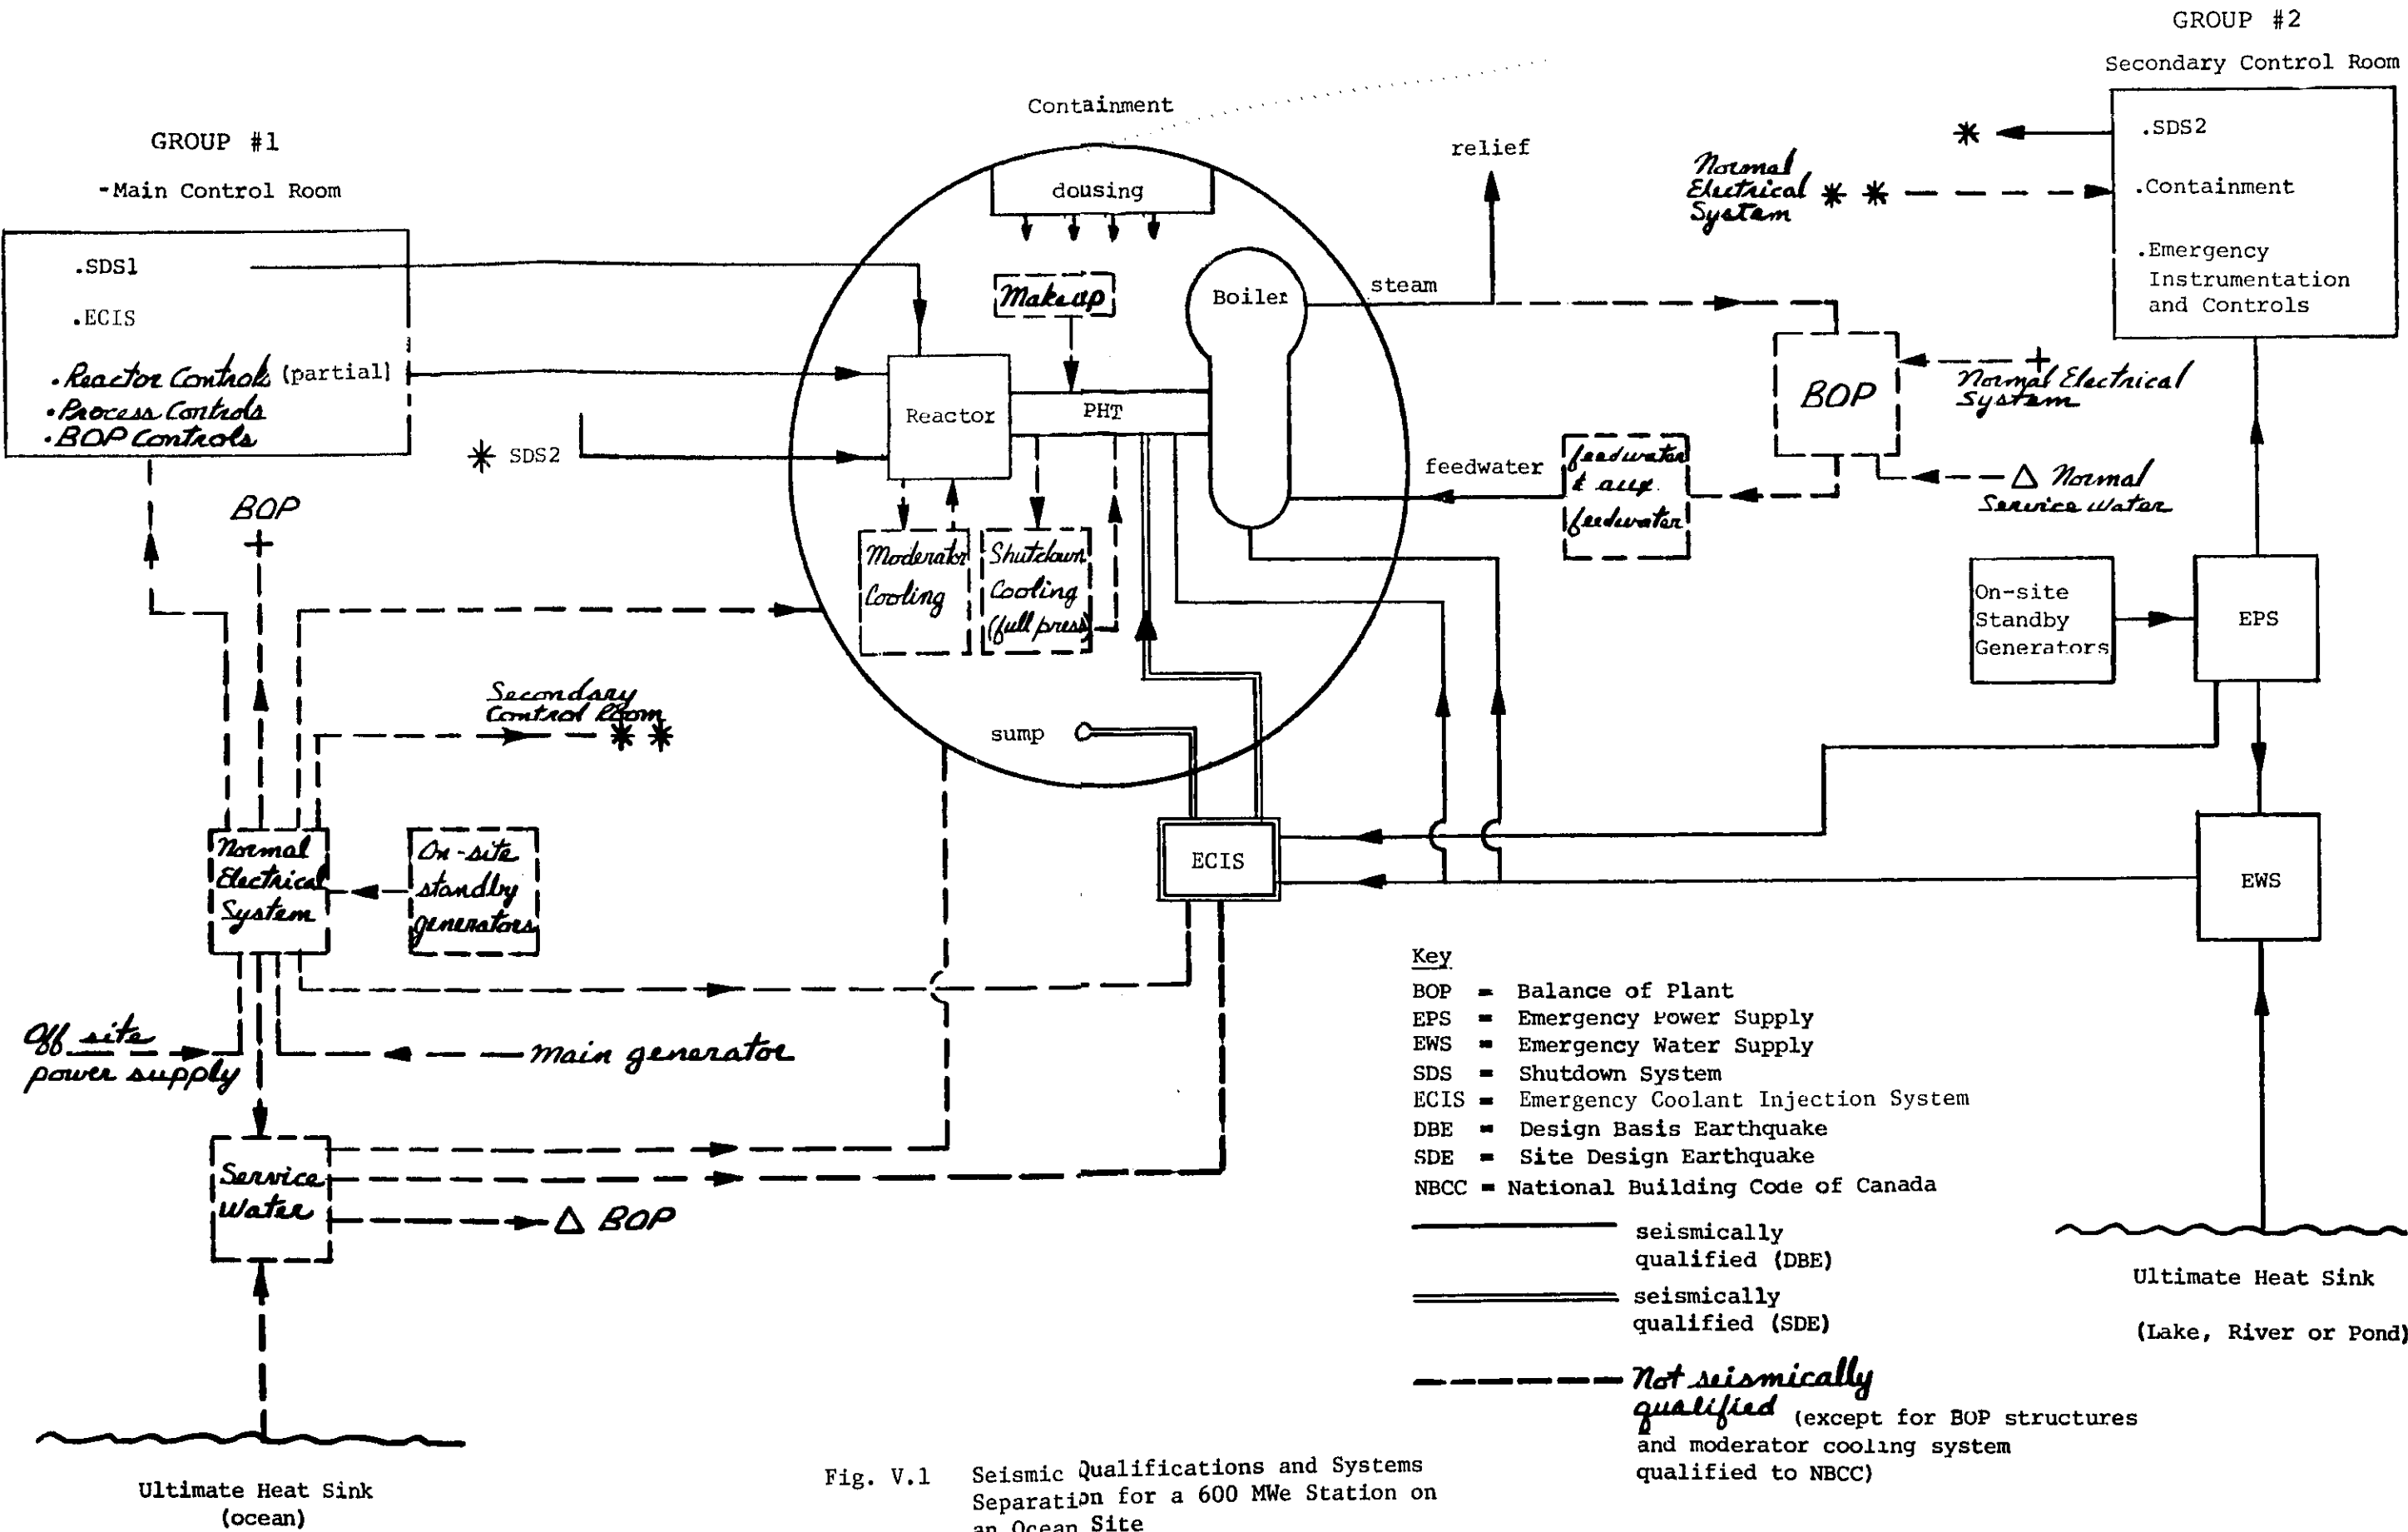 GROUP #2
Secondary Control Room
.SDS2
.Containment
.Emergency
Instrumentation
and Controls
Normal
Electrical
System
GROUP #1
-Main Control Room
.SDS1
.ECIS
.Reactor Controls (partial)
.Process Controls
.BOP Controls
Containment
dousing
Makeup
Boiler
steam
relief
Reactor
PHT
* SDS2
feedwater
feedwater
& aux.
feedwater
BOP
Normal Electrical
System
Normal
Service Water
Moderator
Cooling
Shutdown
Cooling
(full press)
sump
BOP
Secondary
Control Room
Normal
Electrical
System
On-site
standby
generators
Off site
power supply
main generator
Service
Water
BOP
Ultimate Heat Sink
(ocean)
ECIS
On-site
Standby
Generators
EPS
EWS
Ultimate Heat Sink
(Lake, River or Pond)
Key
BOP = Balance of Plant
EPS = Emergency Power Supply
EWS = Emergency Water Supply
SDS = Shutdown System
ECIS = Emergency Coolant Injection System
DBE = Design Basis Earthquake
SDE = Site Design Earthquake
NBCC = National Building Code of Canada
seismically
qualified (DBE)
seismically
qualified (SDE)
Not seismically
qualified (except for BOP structures
and moderator cooling system
qualified to NBCC)
Fig. V.1 Seismic Qualifications and Systems
Separation for a 600 MWe Station on
an Ocean Site